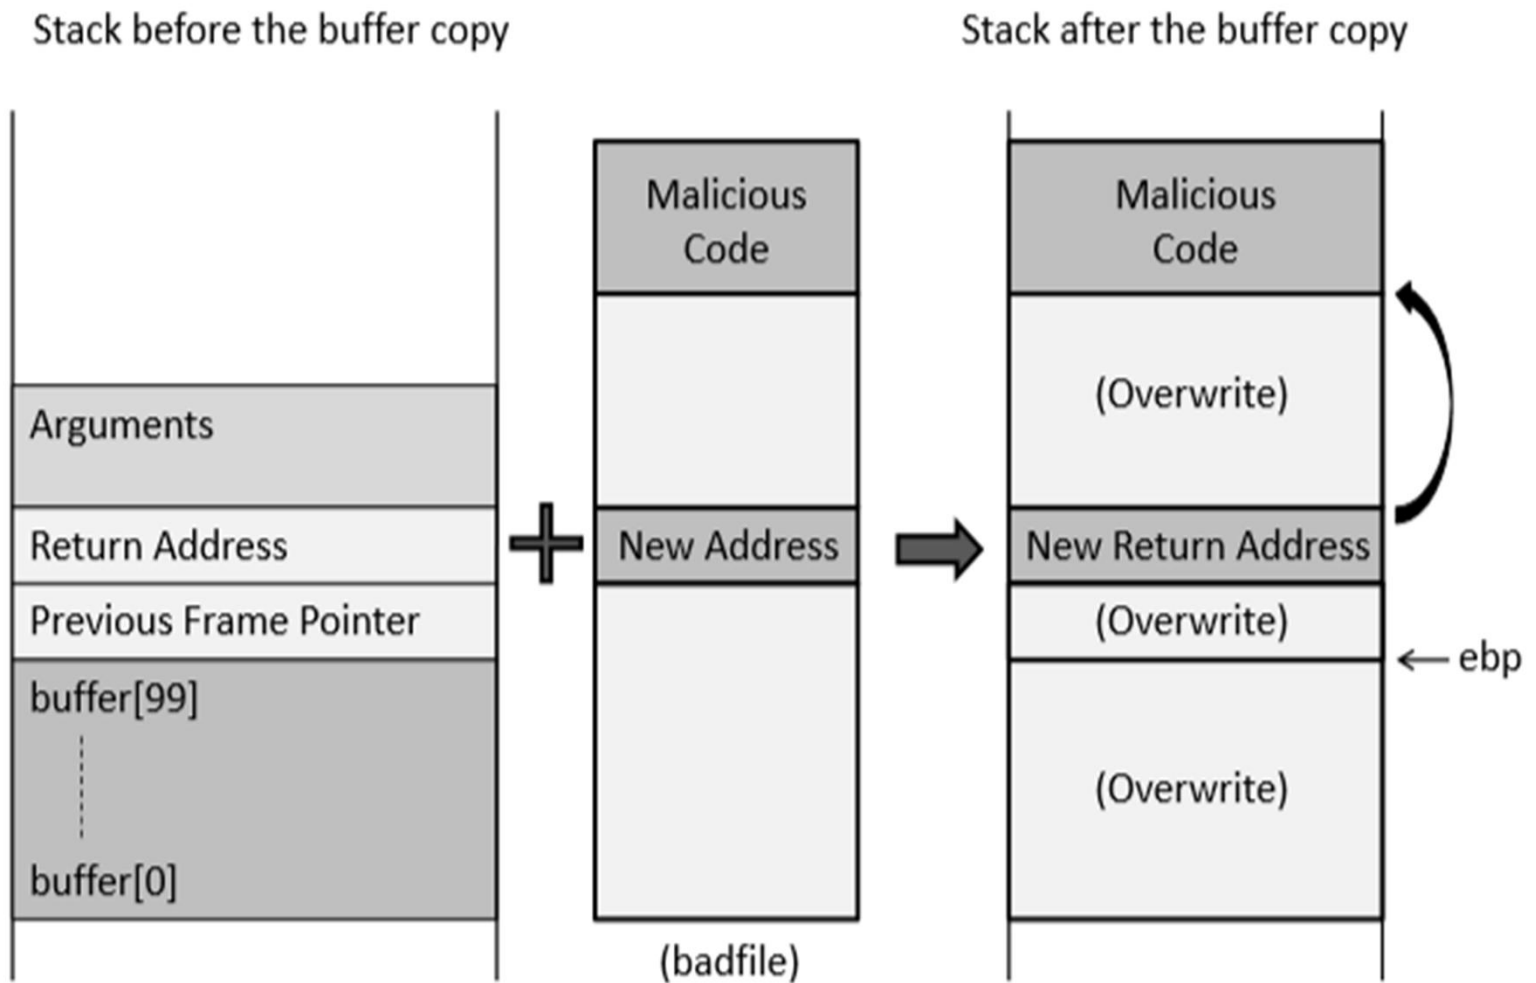 Stack before the buffer copy
Stack after the buffer copy
Arguments
Return Address
Previous Frame Pointer
buffer[99]
buffer[0]
Malicious
Code
New Address
(badfile)
Malicious
Code
(Overwrite)
New Return Address
(Overwrite)
ebp
(Overwrite)